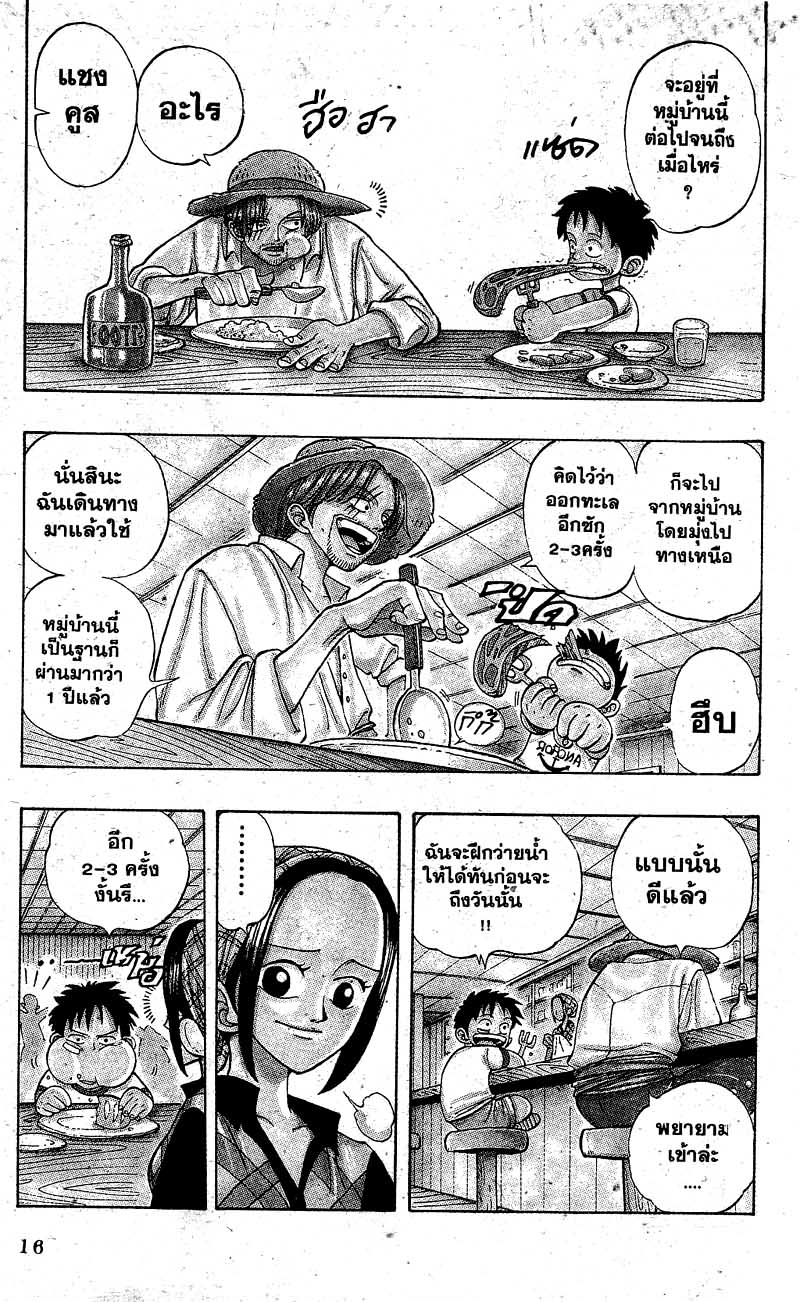 แชง
คูส
อะไร
ฮือ ฮา
แหง่ด
จะอยู่ที่
หมู่บ้านนี้
ต่อไปจนถึง
เมื่อไหร่
?
นั่นสินะ
ฉันเดินทาง
มาแล้วใช้
หมู่บ้านนี้
เป็นฐานก็
ผ่านมากว่า
1 ปีแล้ว
คิดไว้ว่า
ออกทะเล
อีกซัก
2-3ครั้ง
ก็จะไป
จากหมู่บ้าน
โดยมุ่งไป
ทางเหนือ
ฮึบ
อีก
2-3 ครั้ง
งั้นรึ...
.........
ฉันจะฝึกว่ายน้ำ
ให้ได้ทันก่อนจะ
ถึงวันนั้น
!!
แบบนั้น
ดีแล้ว
พยายาม
เข้าล่ะ
....
16